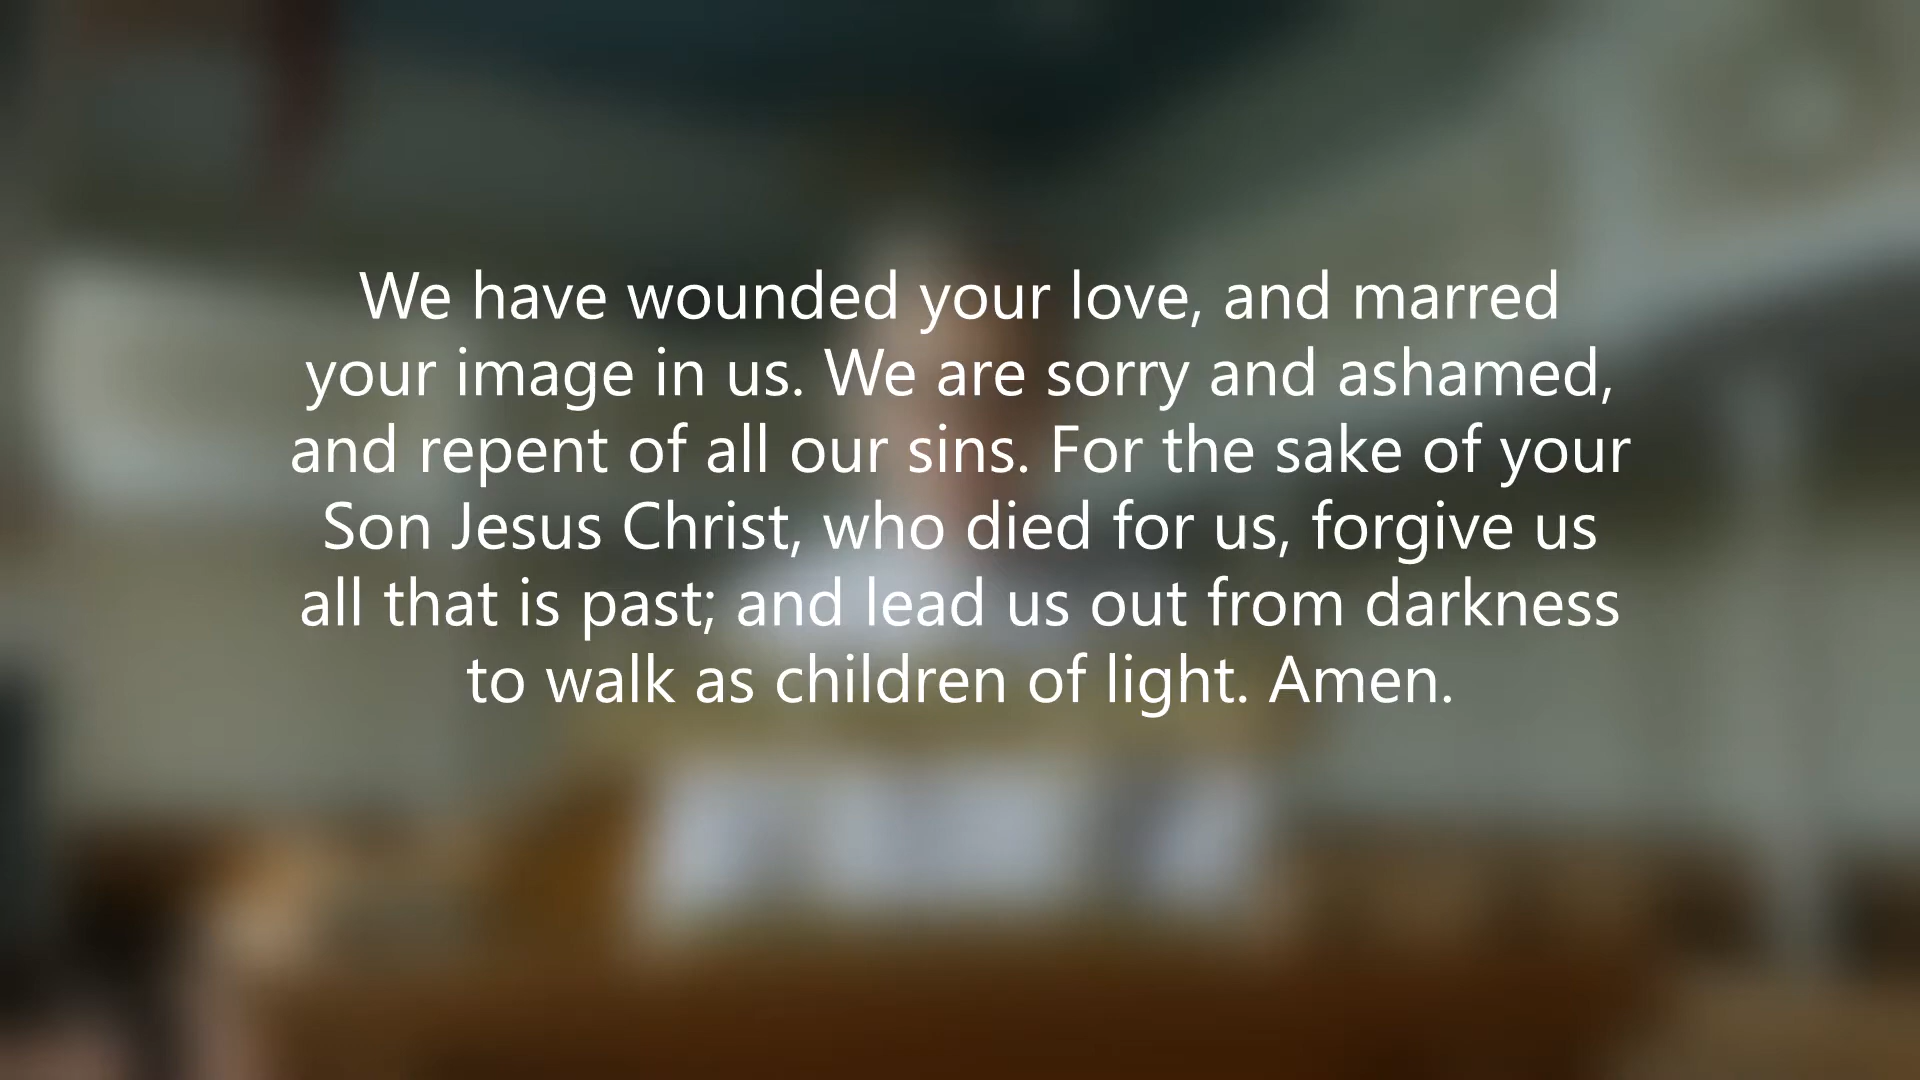 We have wounded your love, and marred
your image in us. We are sorry and ashamed,
and repent of all our sins. For the sake of your
Son Jesus Christ, who died for us, forgive us
all that is past; and lead us out from darkness
to walk as children of light. Amen.